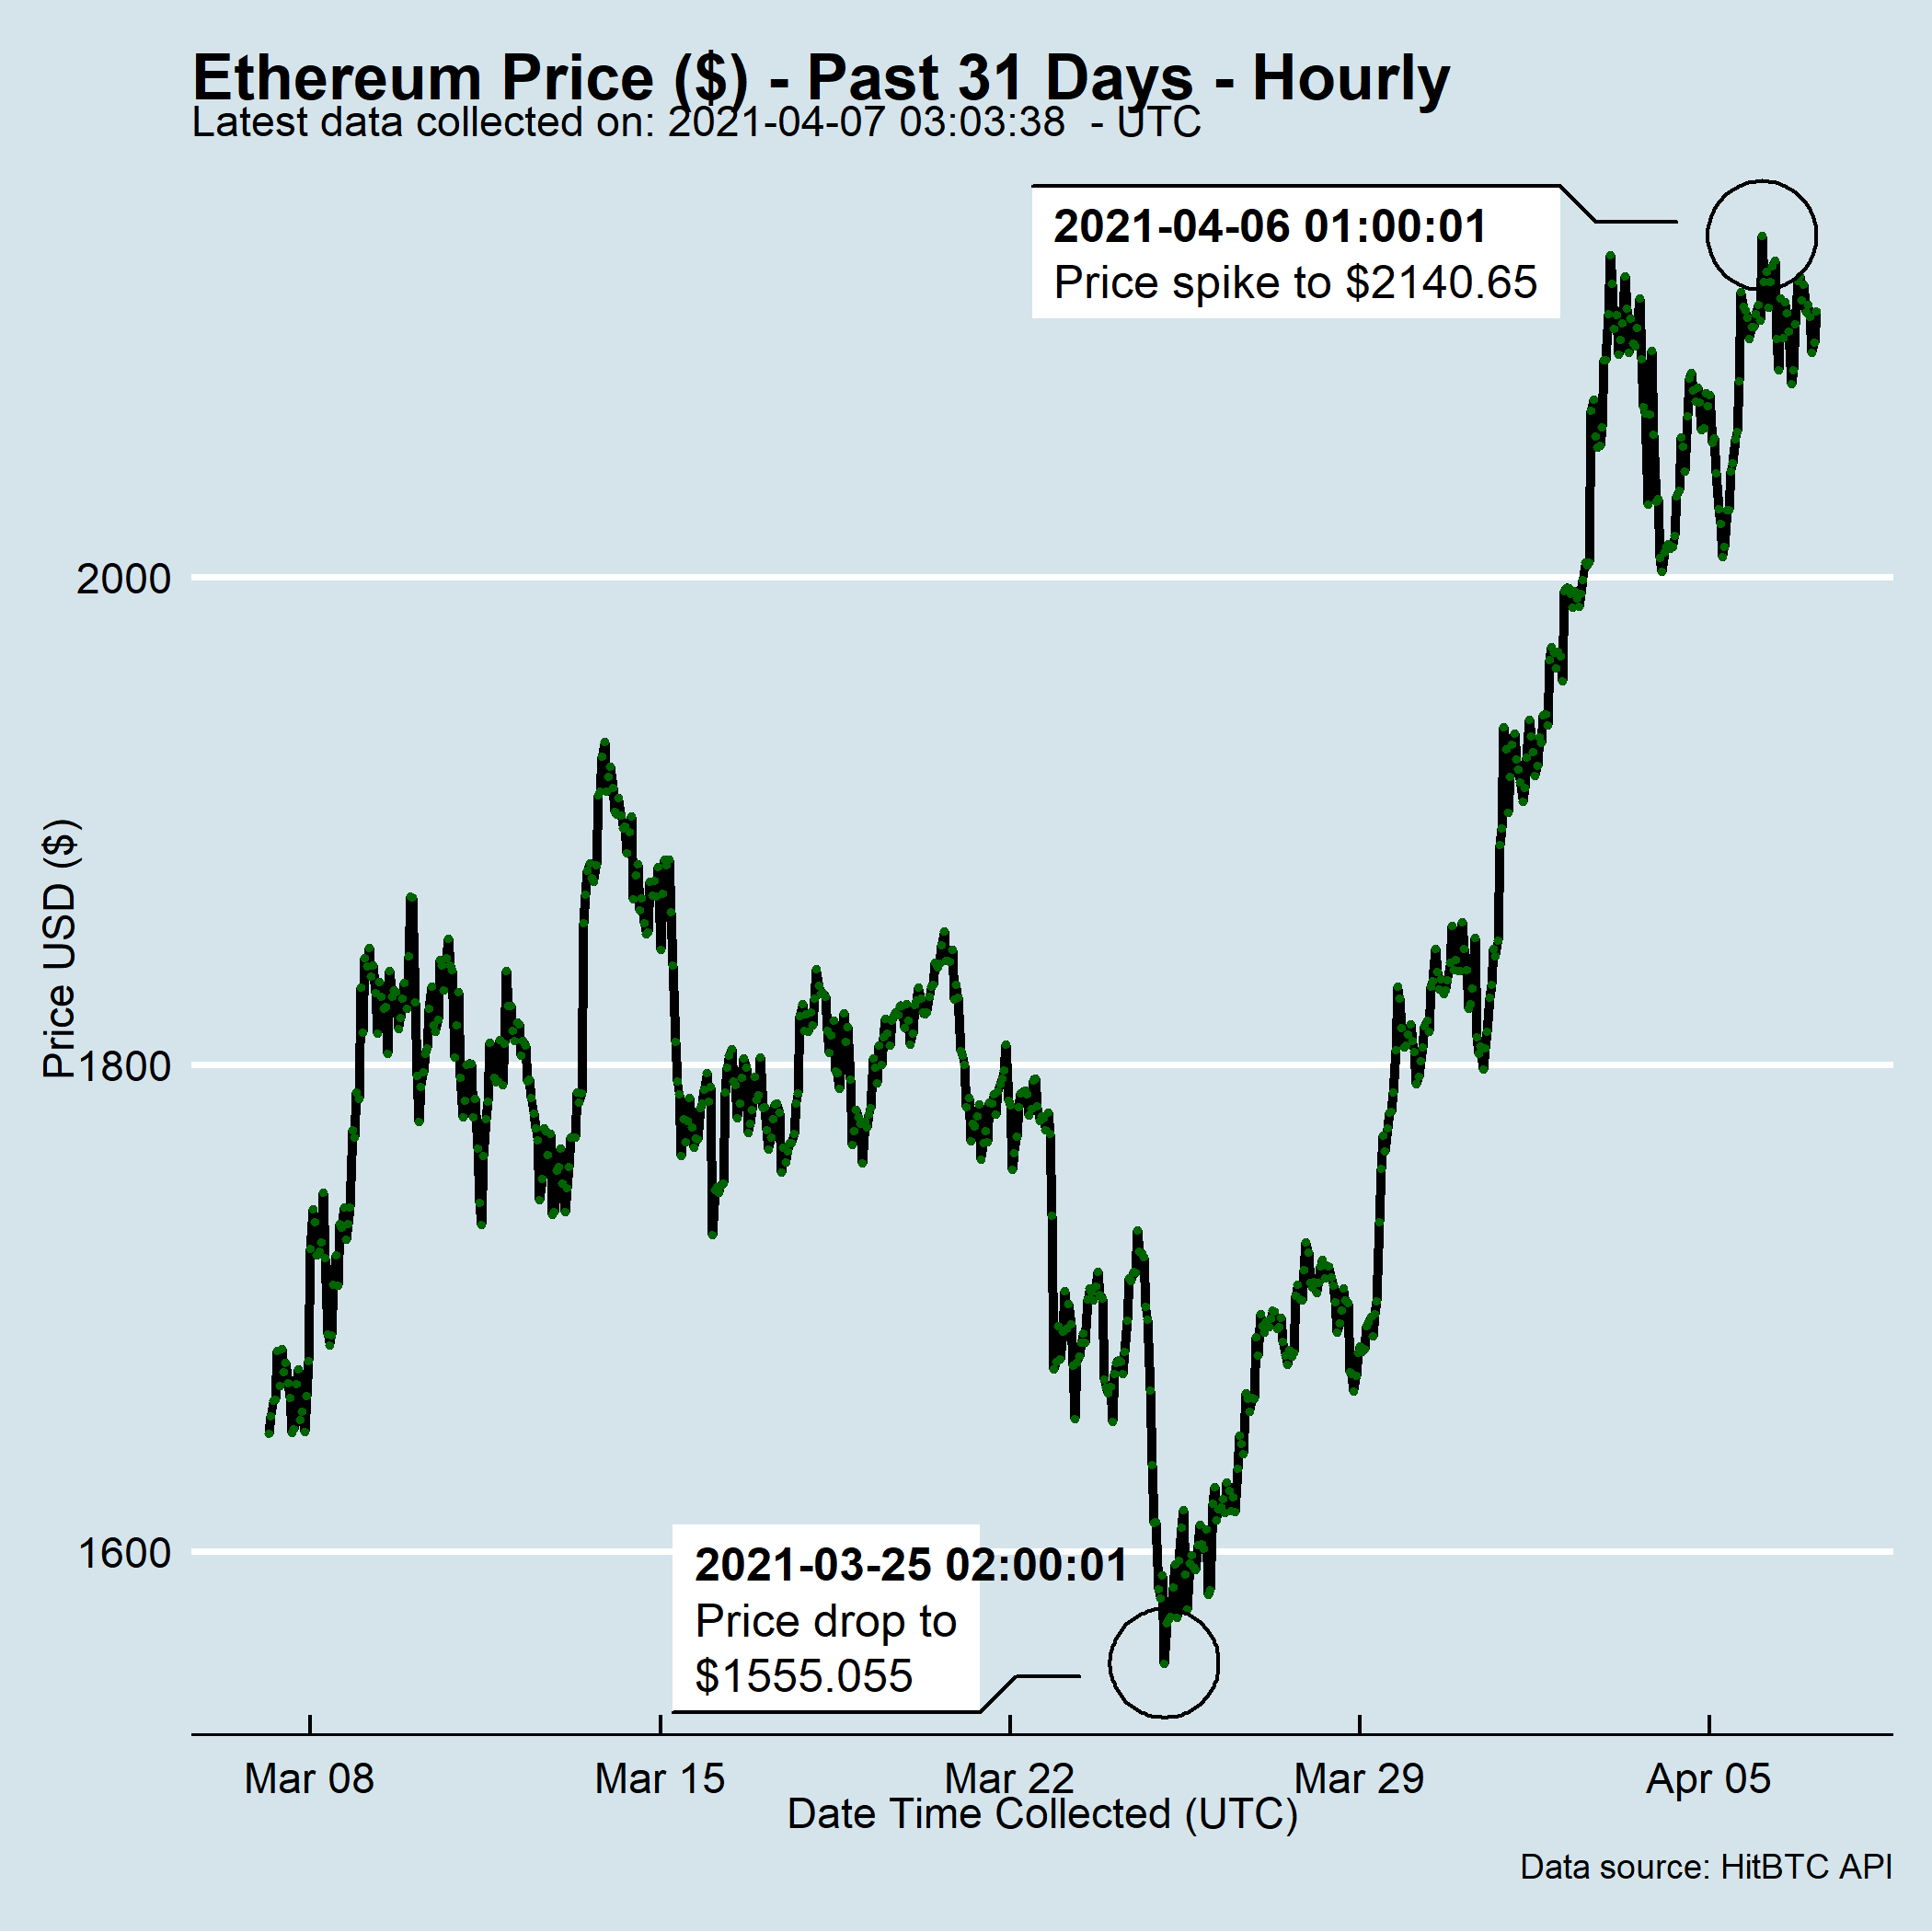 Ethereum Price ($) - Past 31 Days - Hourly
Latest data collected on: 2021-04-07 03:03:38  - UTC
2021-04-06 01:00:01
Price spike to $2140.65
2000
Price USD ($)
1800
1600
2021-03-25 02:00:01
Price drop to
$1555.055
Mar 08
Mar 15
Mar 22
Mar 29
Apr 05
Date Time Collected (UTC)
Data source: HitBTC API